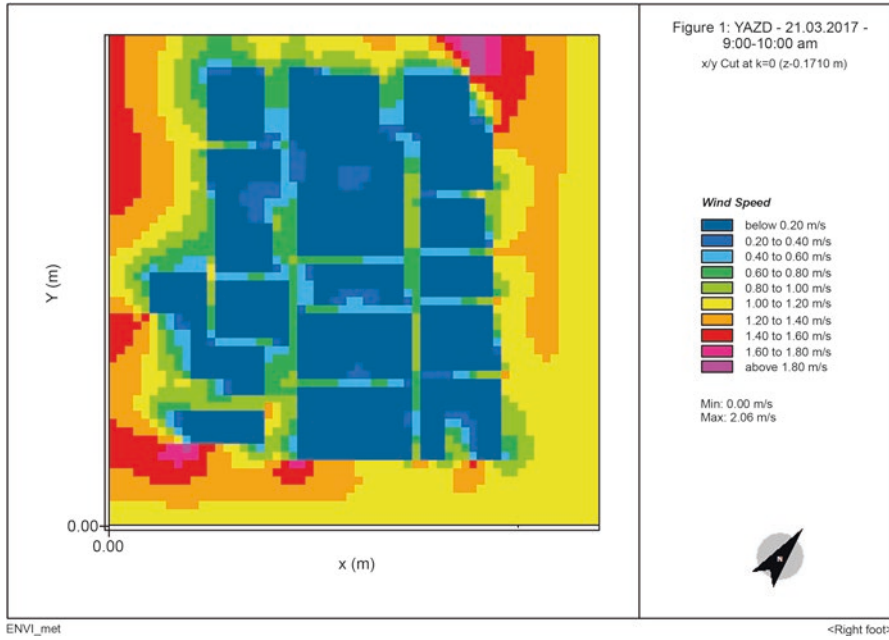 Figure 1: YAZD - 21.03.2017 -
9:00-10:00 am
x/y Cut at k=0 (z-0.1710 m)
Y (m)
0.00
0.00
x (m)
Wind Speed
below 0.20 m/s
0.20 to 0.40 m/s
0.40 to 0.60 m/s
0.60 to 0.80 m/s
0.80 to 1.00 m/s
1.00 to 1.20 m/s
1.20 to 1.40 m/s
1.40 to 1.60 m/s
1.60 to 1.80 m/s
above 1.80 m/s
Min: 0.00 m/s
Max: 2.06 m/s
N
ENVI_met
<Right foot>